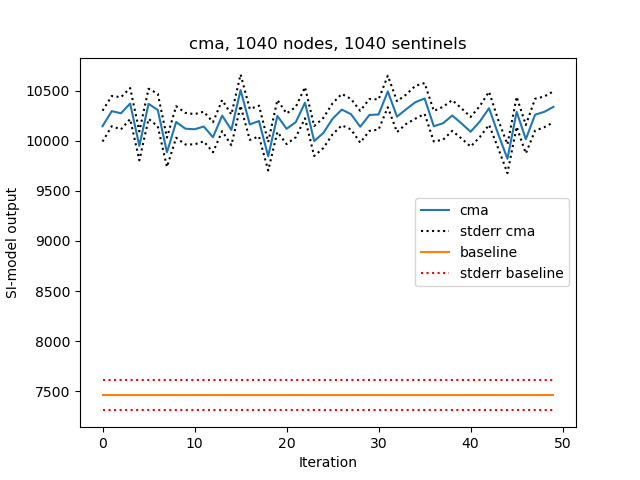 cma, 1040 nodes, 1040 sentinels
SI-model output
10500
10000
9500
9000
8500
8000
7500
cma
stderr cma
baseline
stderr baseline
0 10 20 30 40 50
Iteration